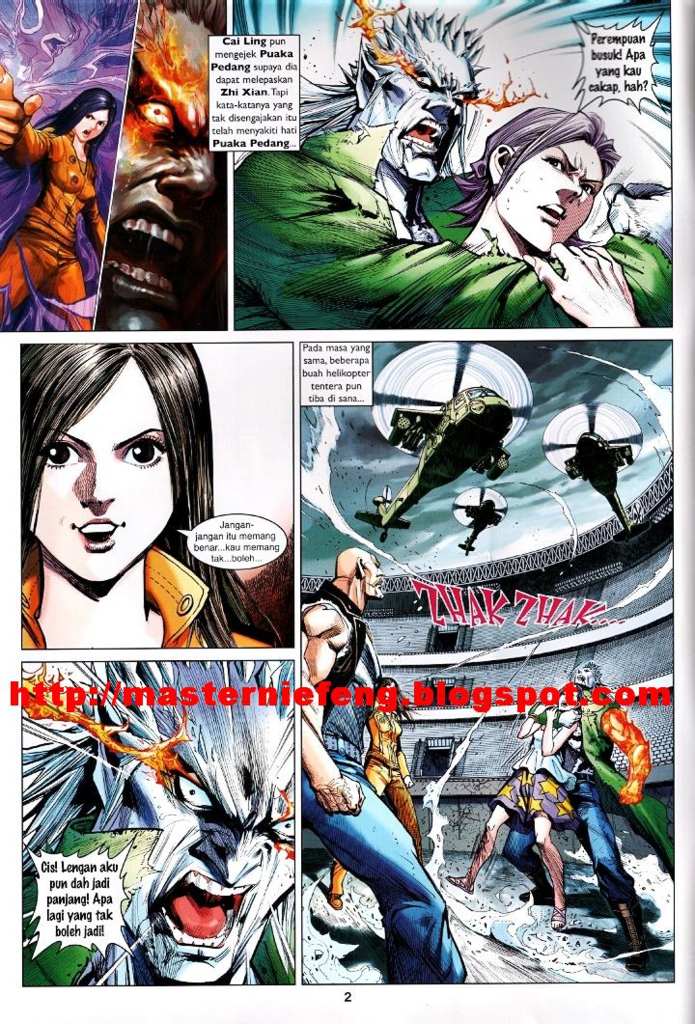 Cai Ling pun
mengejek Puaka
Pedang supaya dia
dapat melepaskan
Zhi Xian. Tapi
kata-katanya yang
tak disengajakan itu
telah menyakiti hati
Puaka Pedang...
Perempuan
busuk! Apa
yang kau
cakap, hah?
Jangan-
jangan itu memang
benar...kau memang
tak...boleh...
Pada masa yang
sama, beberapa
buah helikopter
tentera pun
tiba di sana...
ZHAK ZHAK....
http://masterniefeng.blogspot.com
Cis! Lengan aku
pun dah jadi
panjang! Apa
lagi yang tak
boleh jadi!
2